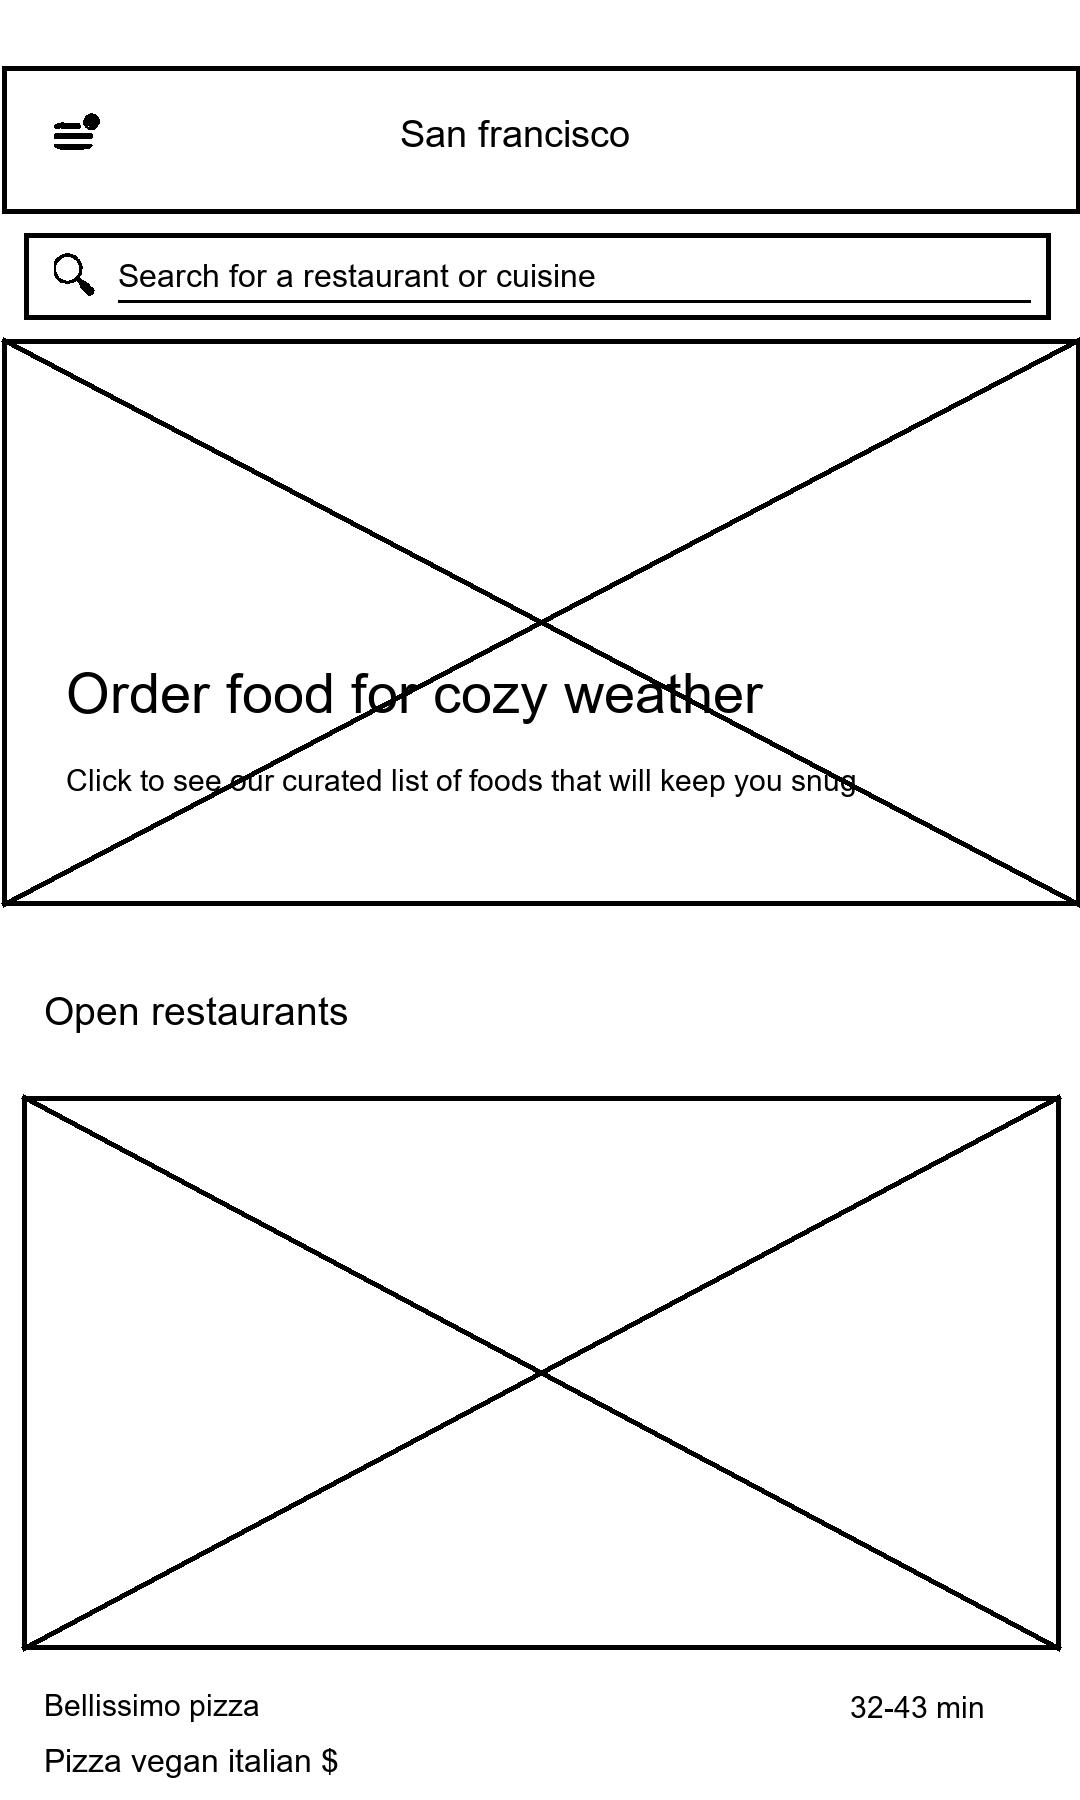 San francisco
Search for a restaurant or cuisine
Order food for cozy weather
Click to see our curated list of foods that will keep you snug
Open restaurants
Bellissimo pizza
32-43 min
Pizza vegan italian $